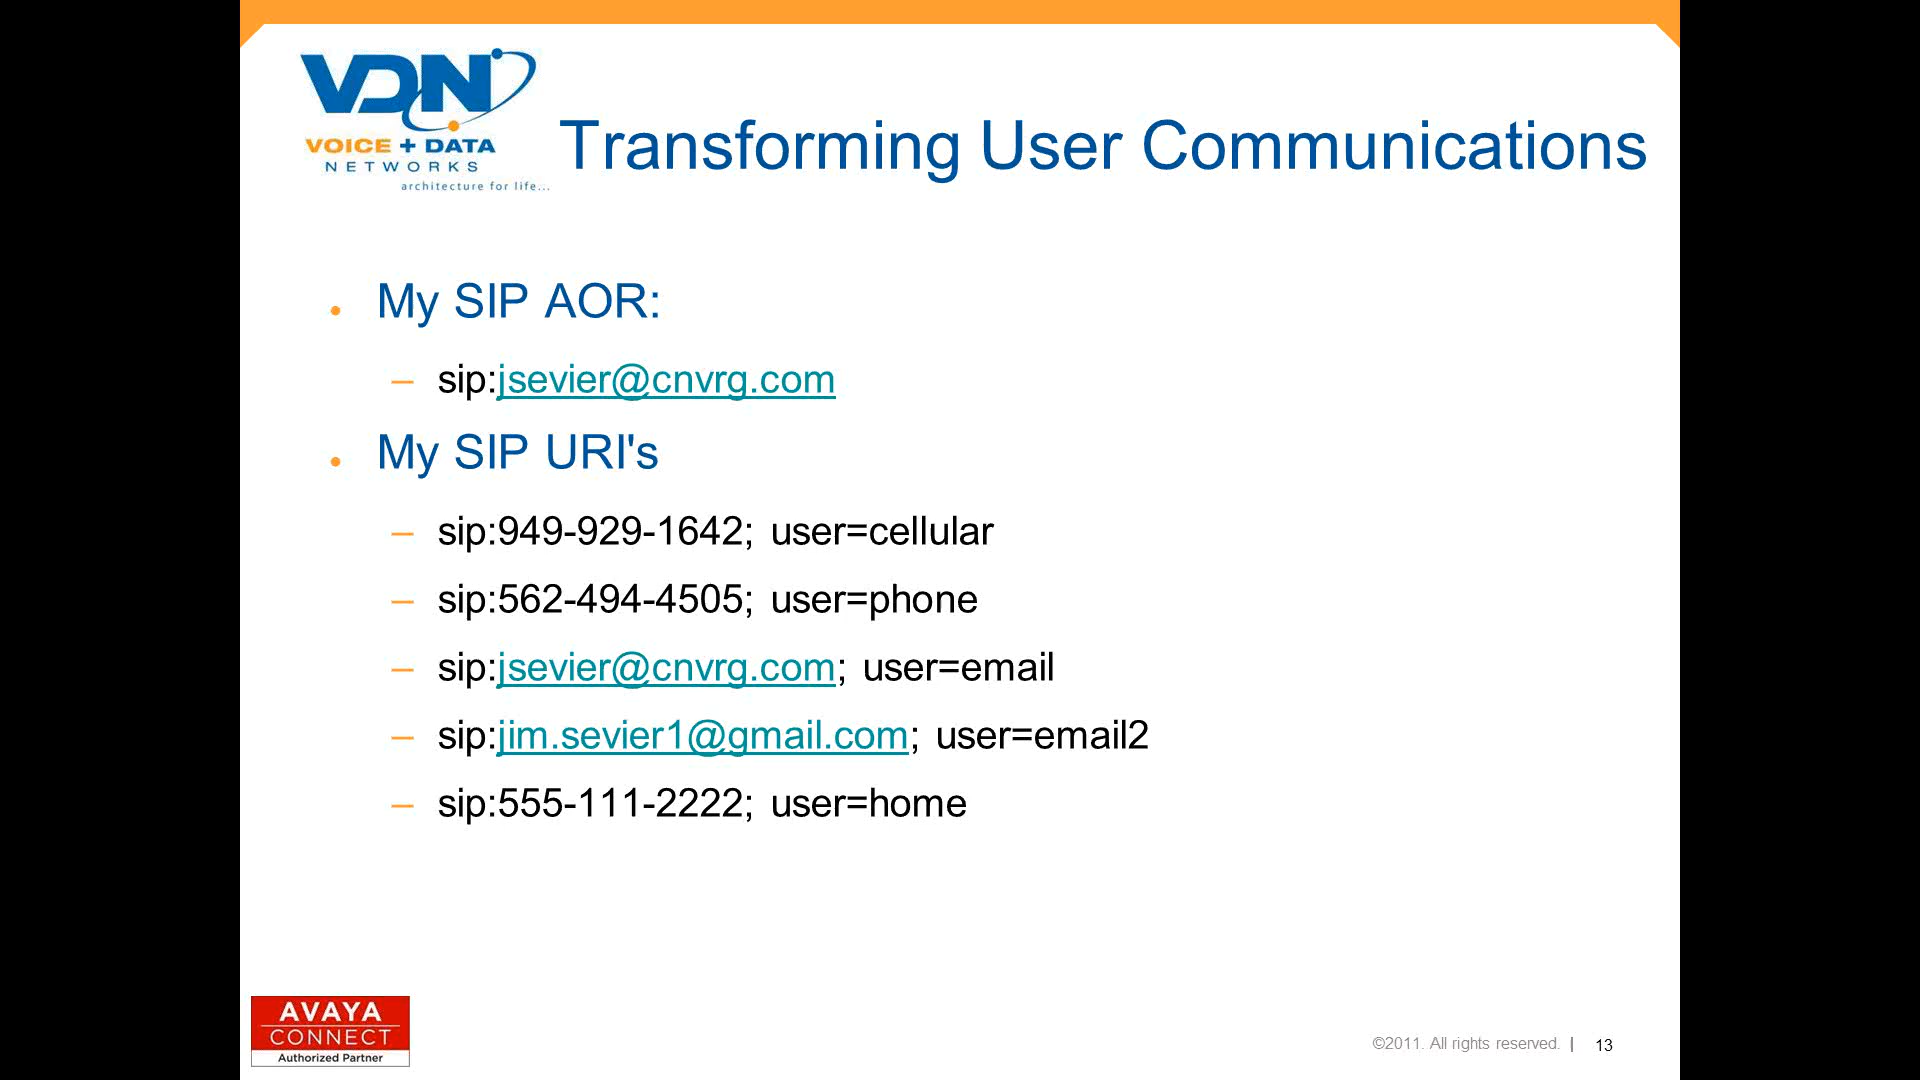 VDN
VOICE + DATA
NETWORKS
architecture for life...
Transforming User Communications
• My SIP AOR:
– sip:jsevier@cnvrg.com
• My SIP URI's
– sip:949-929-1642; user=cellular
– sip:562-494-4505; user=phone
– sip:jsevier@cnvrg.com; user=email
– sip:jim.sevier1@gmail.com; user=email2
– sip:555-111-2222; user=home
AVAYA
CONNECT
Authorized Partner
©2011. All rights reserved. | 13